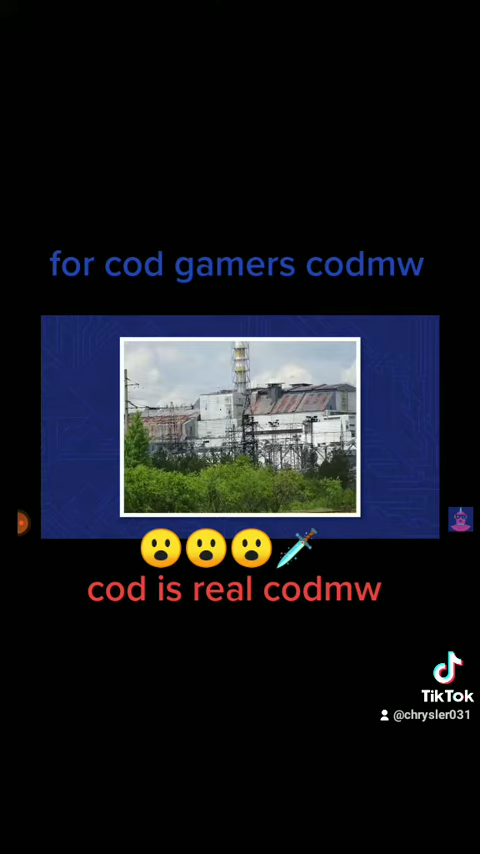 for cod gamers codmw
😮😮😮🗡️
cod is real codmw
TikTok
@chrysler031